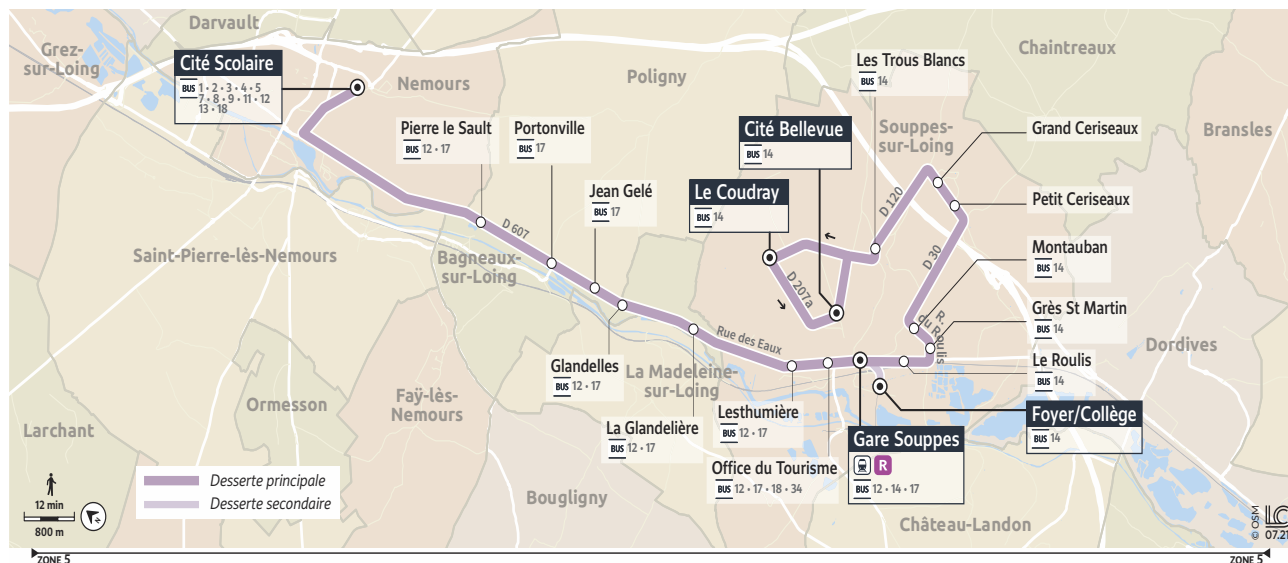 Darvault
Grez-
sur-Loing
Cité Scolaire
BUS 1 • 2 • 3 • 4 • 5
7 • 8 • 9 • 11 • 12
13 • 18
Nemours
Poligny
Chaintreaux
Les Trous Blancs
BUS 14
Pierre le Sault
BUS 12 • 17
Portonville
BUS 17
Cité Bellevue
BUS 14
Souppes-
sur-Loing
Grand Ceriseaux
Bransles
Jean Gelé
BUS 17
Le Coudray
BUS 14
D 120
Petit Ceriseaux
D 607
Saint-Pierre-lès-Nemours
Bagneaux-
sur-Loing
D 207a
D 30
Montauban
BUS 14
R.
du Roulis
Grès St Martin
BUS 14
Rue des Eaux
Dordives
Glandelles
BUS 12 • 17
La Madeleine-
sur-Loing
Le Roulis
BUS 14
Ormesson
Faÿ-lès-
Nemours
La Glandelière
BUS 12 • 17
Lesthumière
BUS 12 • 17
Foyer/Collège
BUS 14
Larchant
Gare Souppes
R
BUS 12 • 14 • 17
Office du Tourisme
BUS 12 • 17 • 18 • 34
Desserte principale
Desserte secondaire
Bougligny
Château-Landon
12 min
800 m
N
© OSM
LC
07.21
ZONE 5
ZONE 5